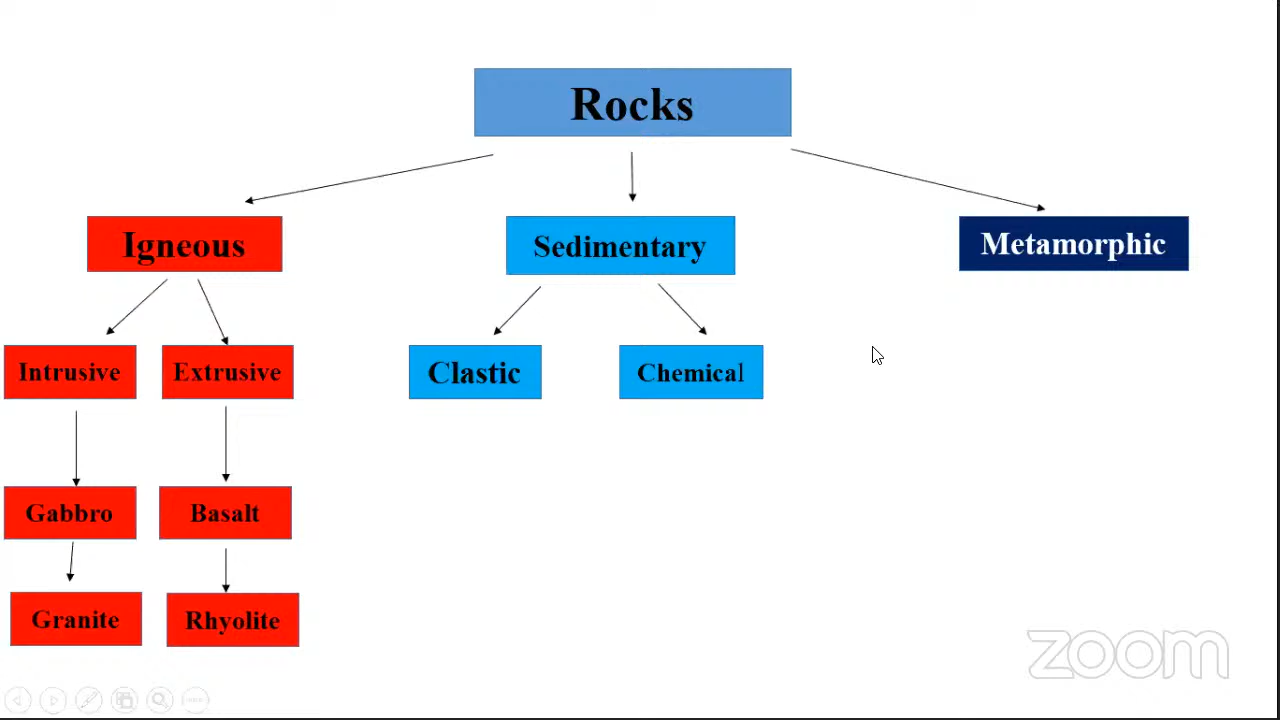 Rocks
Igneous
Sedimentary
Metamorphic
Intrusive
Extrusive
Clastic
Chemical
Gabbro
Basalt
Granite
Rhyolite
zoom